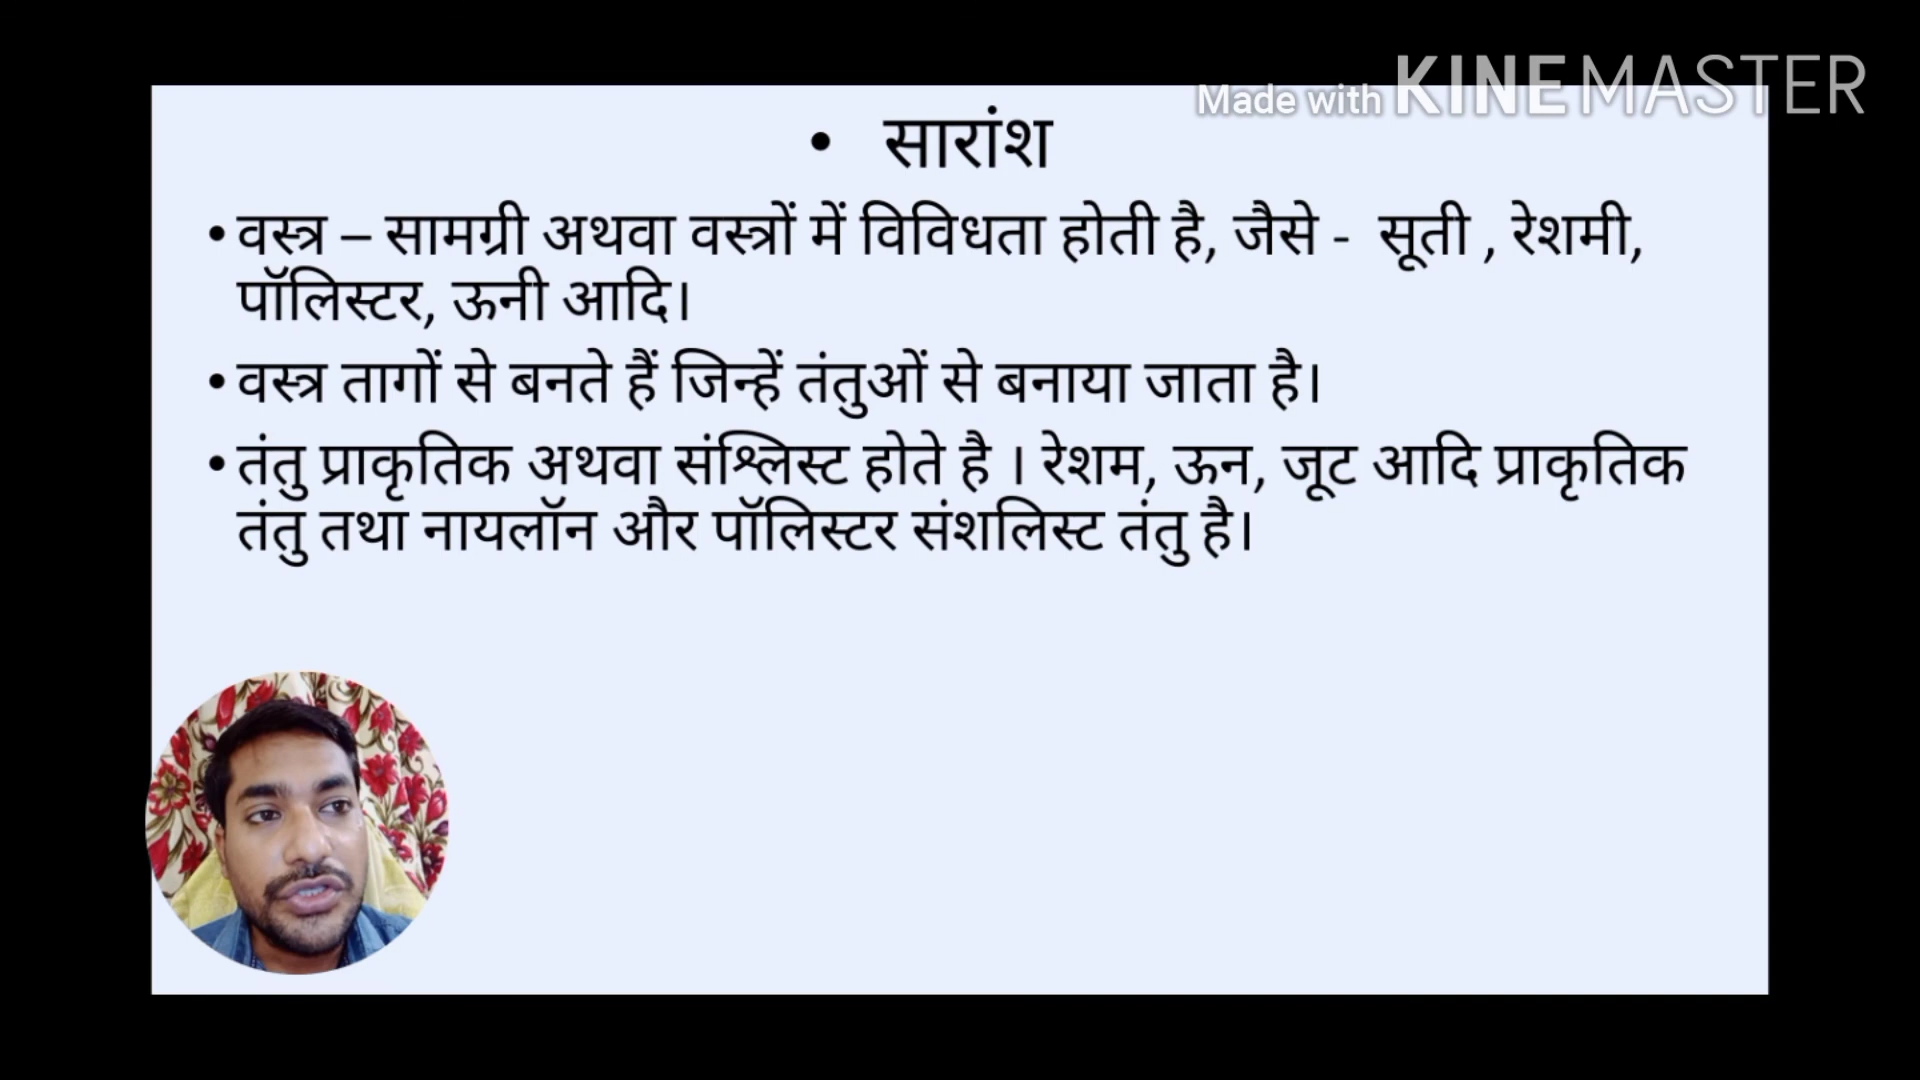 Made with KINEMASTER
• सारांश
• वस्त्र – सामग्री अथवा वस्त्रों में विविधता होती है, जैसे - सूती , रेशमी,
पॉलिस्टर, ऊनी आदि।
• वस्त्र तागों से बनते हैं जिन्हें तंतुओं से बनाया जाता है।
• तंतु प्राकृतिक अथवा संश्लिस्ट होते है । रेशम, ऊन, जूट आदि प्राकृतिक
तंतु तथा नायलॉन और पॉलिस्टर संशलिस्ट तंतु है।